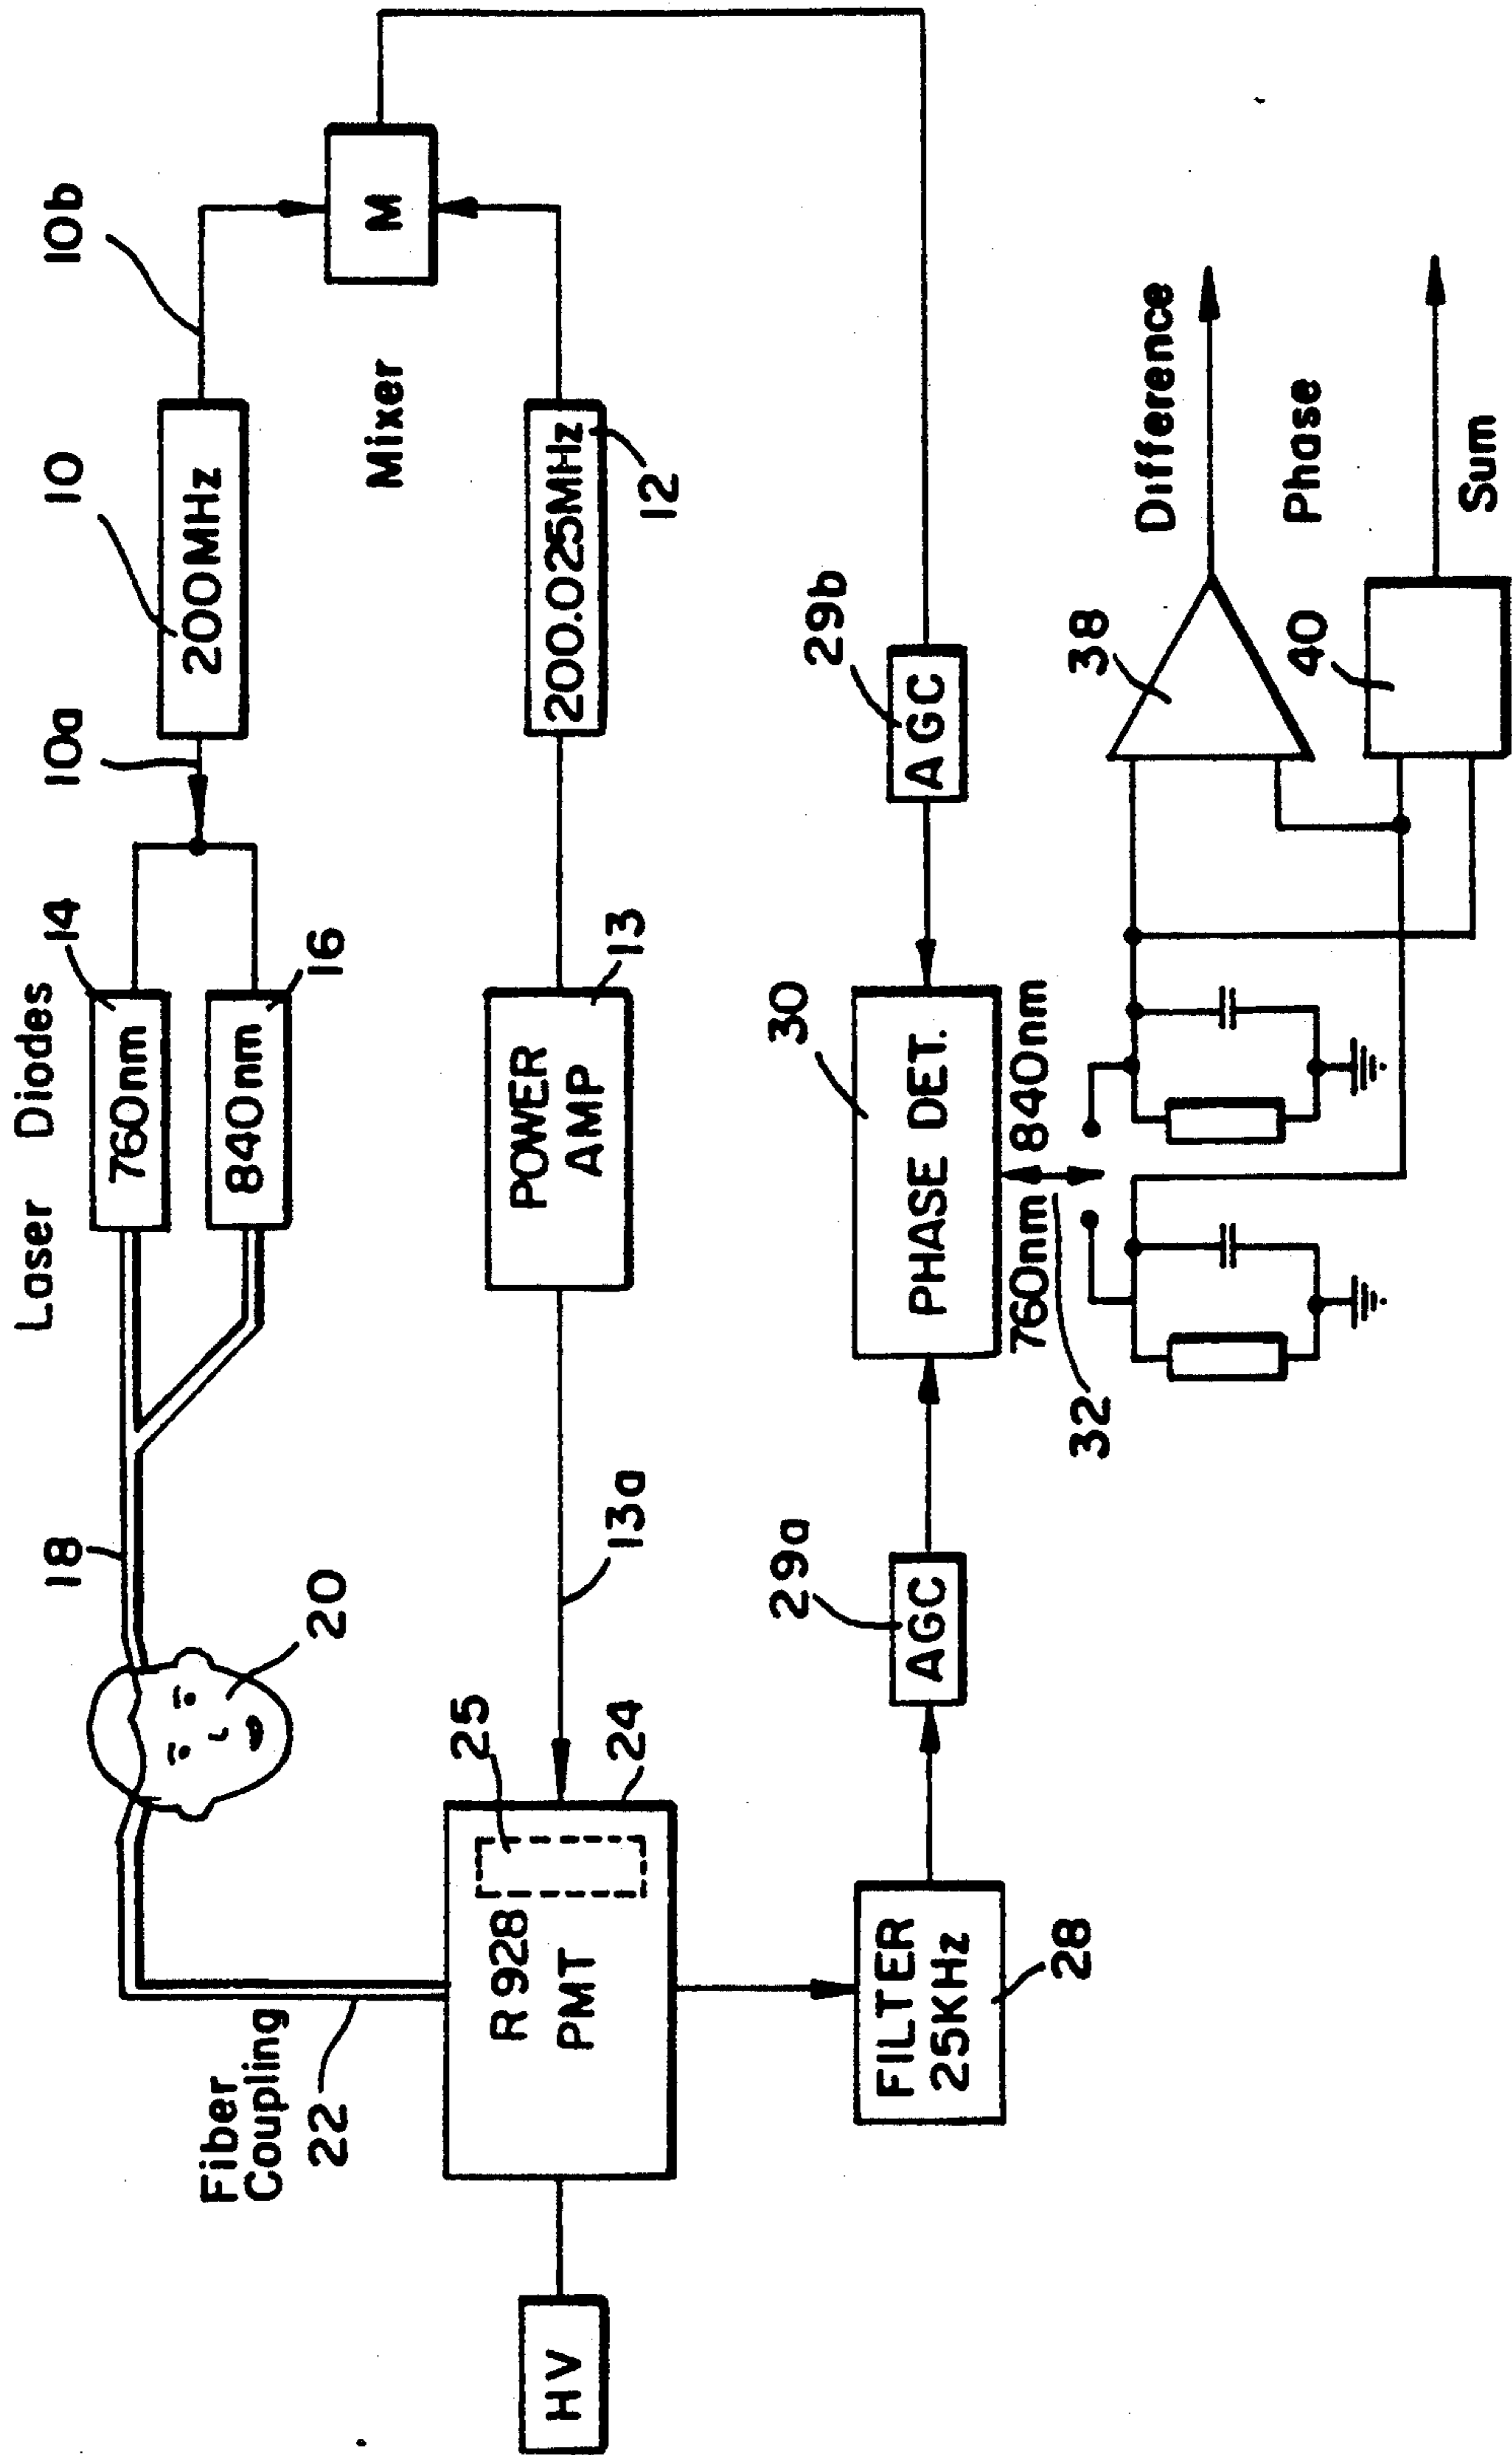 Laser Diodes
14
760nm
840nm
16
10a
10
200MHz
10b
M
Mixer
200.025MHz
12
18
20
13
POWER
AMP
13a
Fiber
Coupling
22
25
24
R928
PMT
HV
FILTER
25KHz
28
29a
AGC
30
PHASE DET.
29b
AGC
760nm
840nm
32
38
40
Difference
Phase
Sum